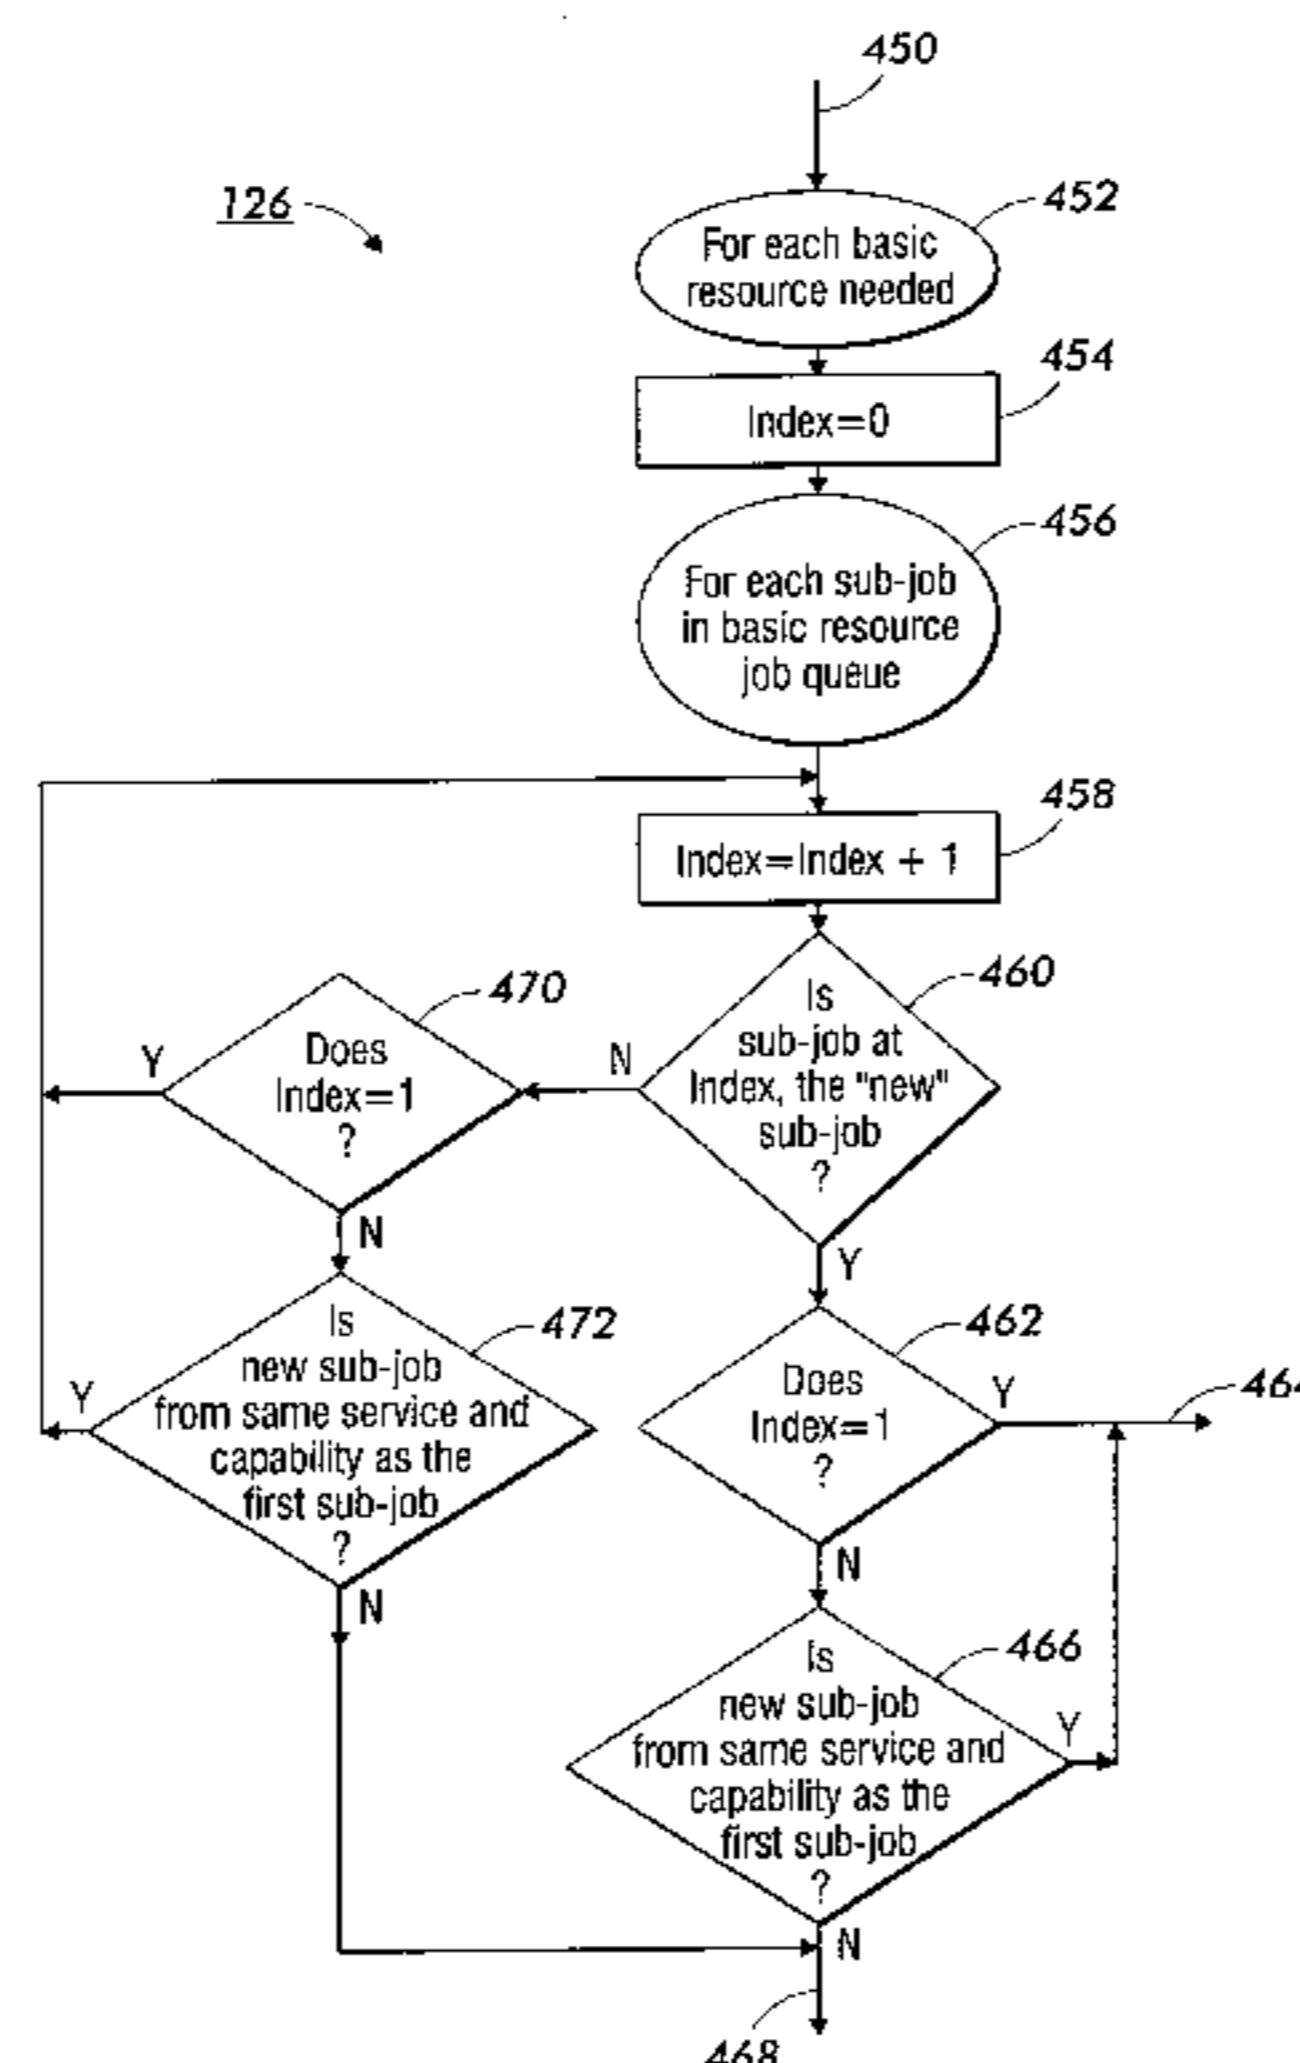 450
126
452
For each basic
resource needed
454
Index=0
456
For each sub-job
in basic resource
job queue
458
Index=Index + 1
460
Is
sub-job at
Index, the "new"
sub-job
?
N
Y
470
Does
Index=1
?
Y
N
462
Does
Index=1
?
Y
N
464
472
Is
new sub-job
from same service and
capability as the
first sub-job
?
Y
N
466
Is
new sub-job
from same service and
capability as the
first sub-job
?
Y
N
468